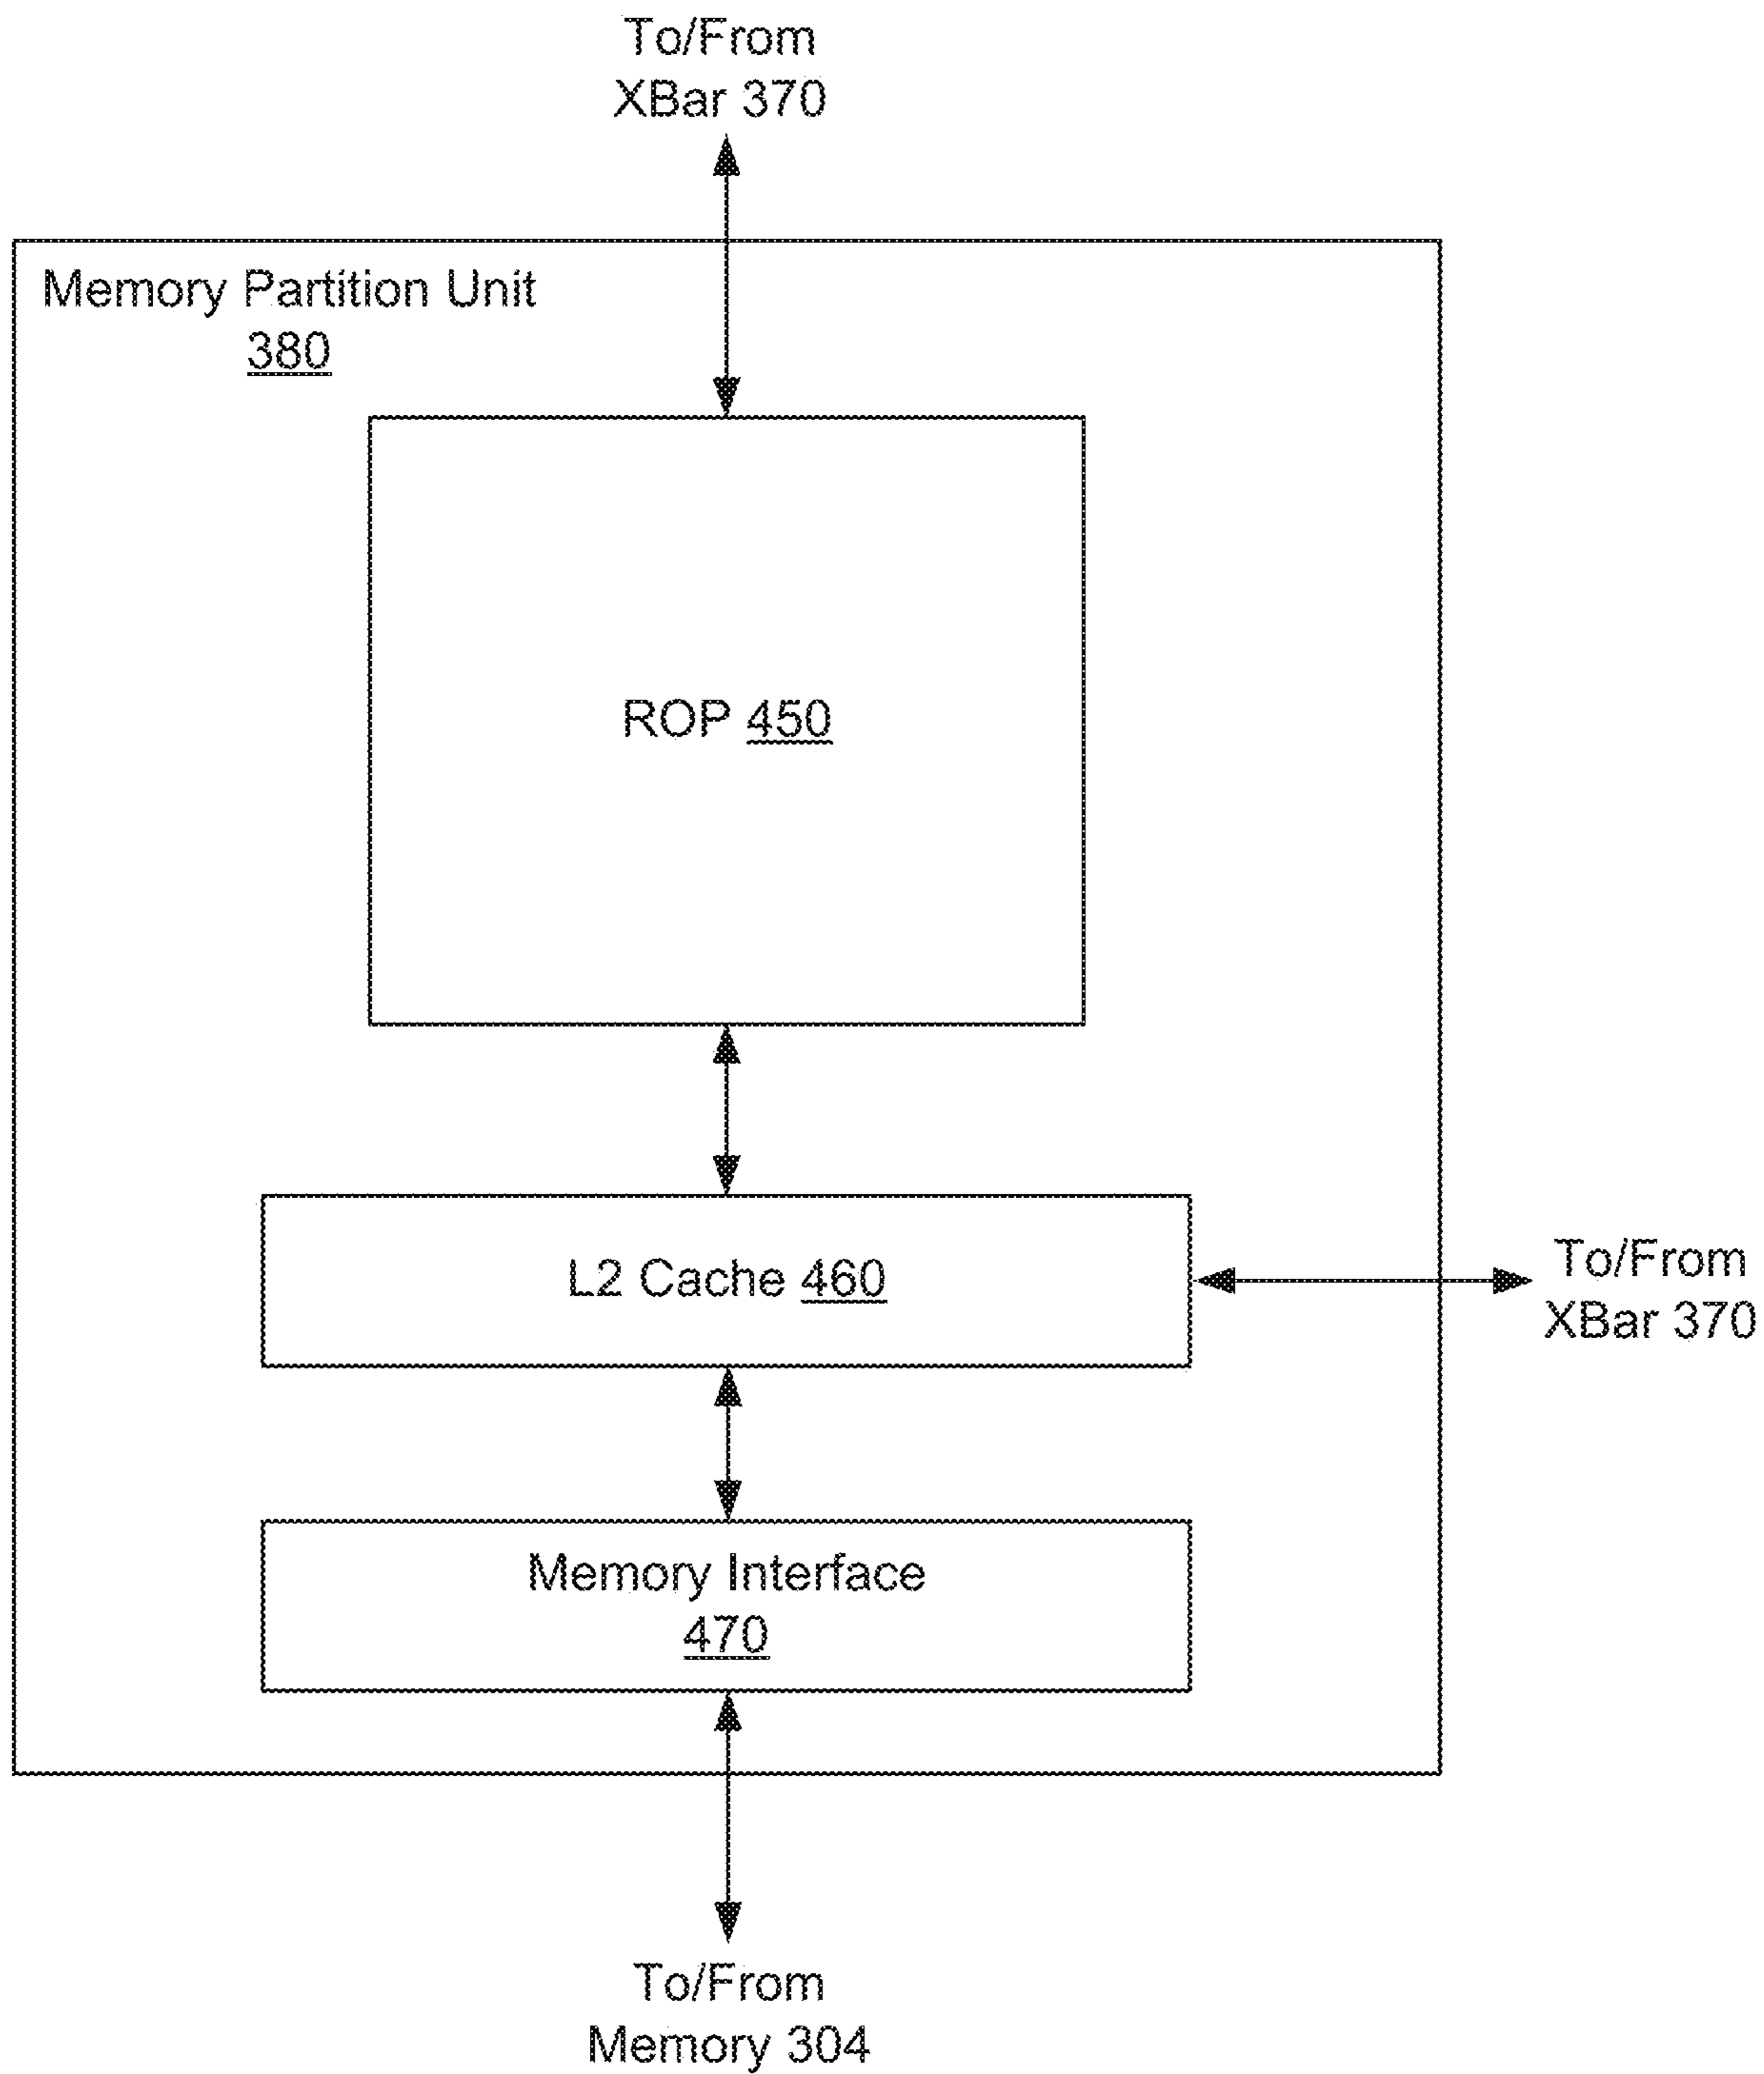 To/From
XBar 370
Memory Partition Unit
380
ROP 450
L2 Cache 460
To/From
XBar 370
Memory Interface
470
To/From
Memory 304